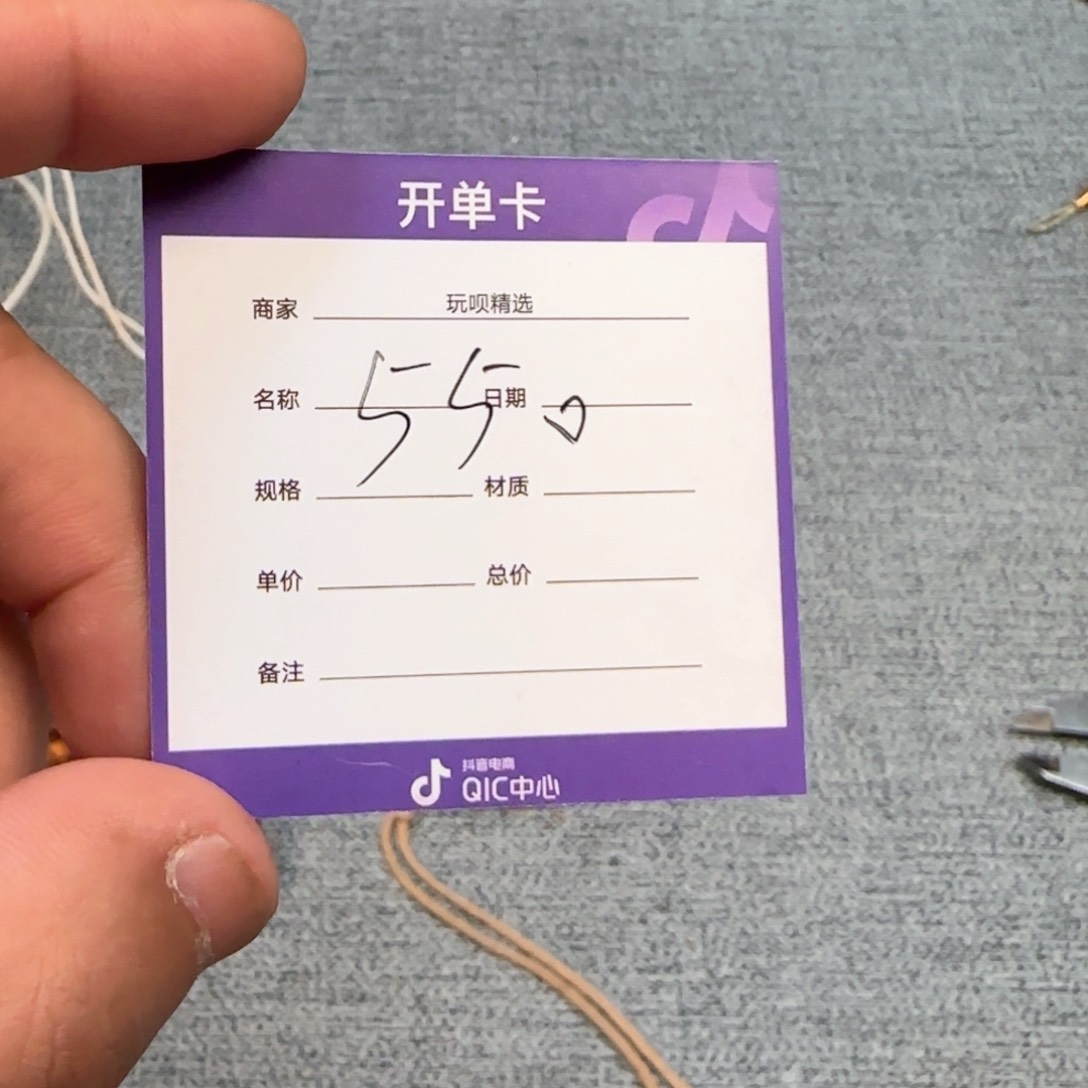 开单卡
商家 玩呗精选
名称 55 日期 ♡
规格 材质
单价 总价
备注
抖音电商
QIC中心